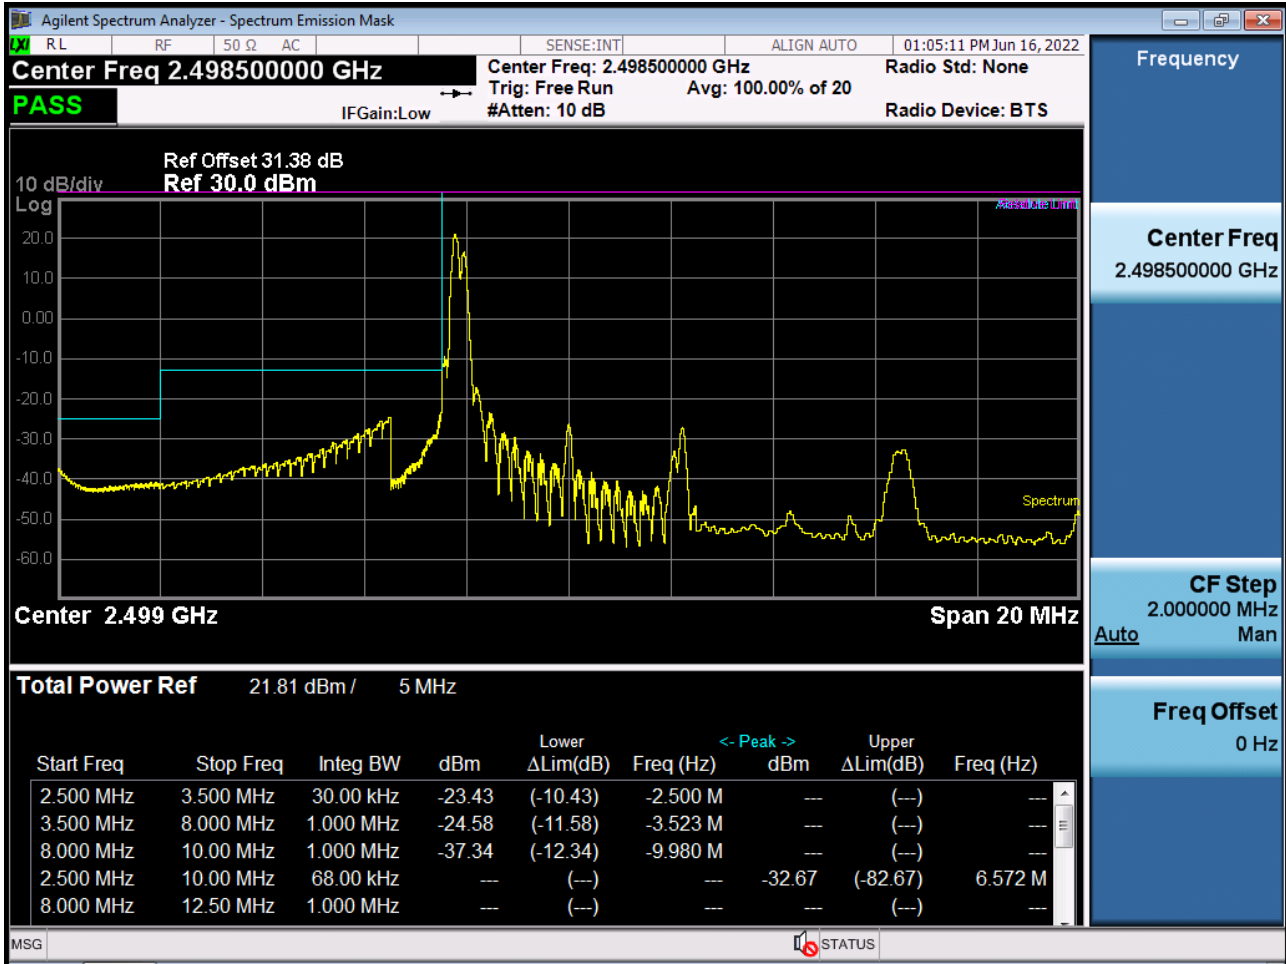 Agilent Spectrum Analyzer - Spectrum Emission Mask
LXI RL RF 50 Ω AC SENSE:INT ALIGN AUTO 01:05:11 PM Jun 16, 2022
Center Freq 2.498500000 GHz
Center Freq: 2.498500000 GHz Radio Std: None
Trig: Free Run Avg: 100.00% of 20
PASS
IFGain:Low #Atten: 10 dB Radio Device: BTS
Ref Offset 31.38 dB
10 dB/div Ref 30.0 dBm
Log
20.0
10.0
0.00
-10.0
-20.0
-30.0
-40.0
-50.0
-60.0
Limit
Spectrum
Center 2.499 GHz Span 20 MHz
Total Power Ref 21.81 dBm / 5 MHz
Lower <- Peak -> Upper
Start Freq Stop Freq Integ BW dBm ΔLim(dB) Freq (Hz) dBm ΔLim(dB) Freq (Hz)
2.500 MHz 3.500 MHz 30.00 kHz -23.43 (-10.43) -2.500 M --- (---) ---
3.500 MHz 8.000 MHz 1.000 MHz -24.58 (-11.58) -3.523 M --- (---) ---
8.000 MHz 10.00 MHz 1.000 MHz -37.34 (-12.34) -9.980 M --- (---) ---
2.500 MHz 10.00 MHz 68.00 kHz --- (---) --- -32.67 (-82.67) 6.572 M
8.000 MHz 12.50 MHz 1.000 MHz --- (---) --- --- (---) ---
MSG STATUS
Frequency
Center Freq
2.498500000 GHz
CF Step
2.000000 MHz
Auto Man
Freq Offset
0 Hz